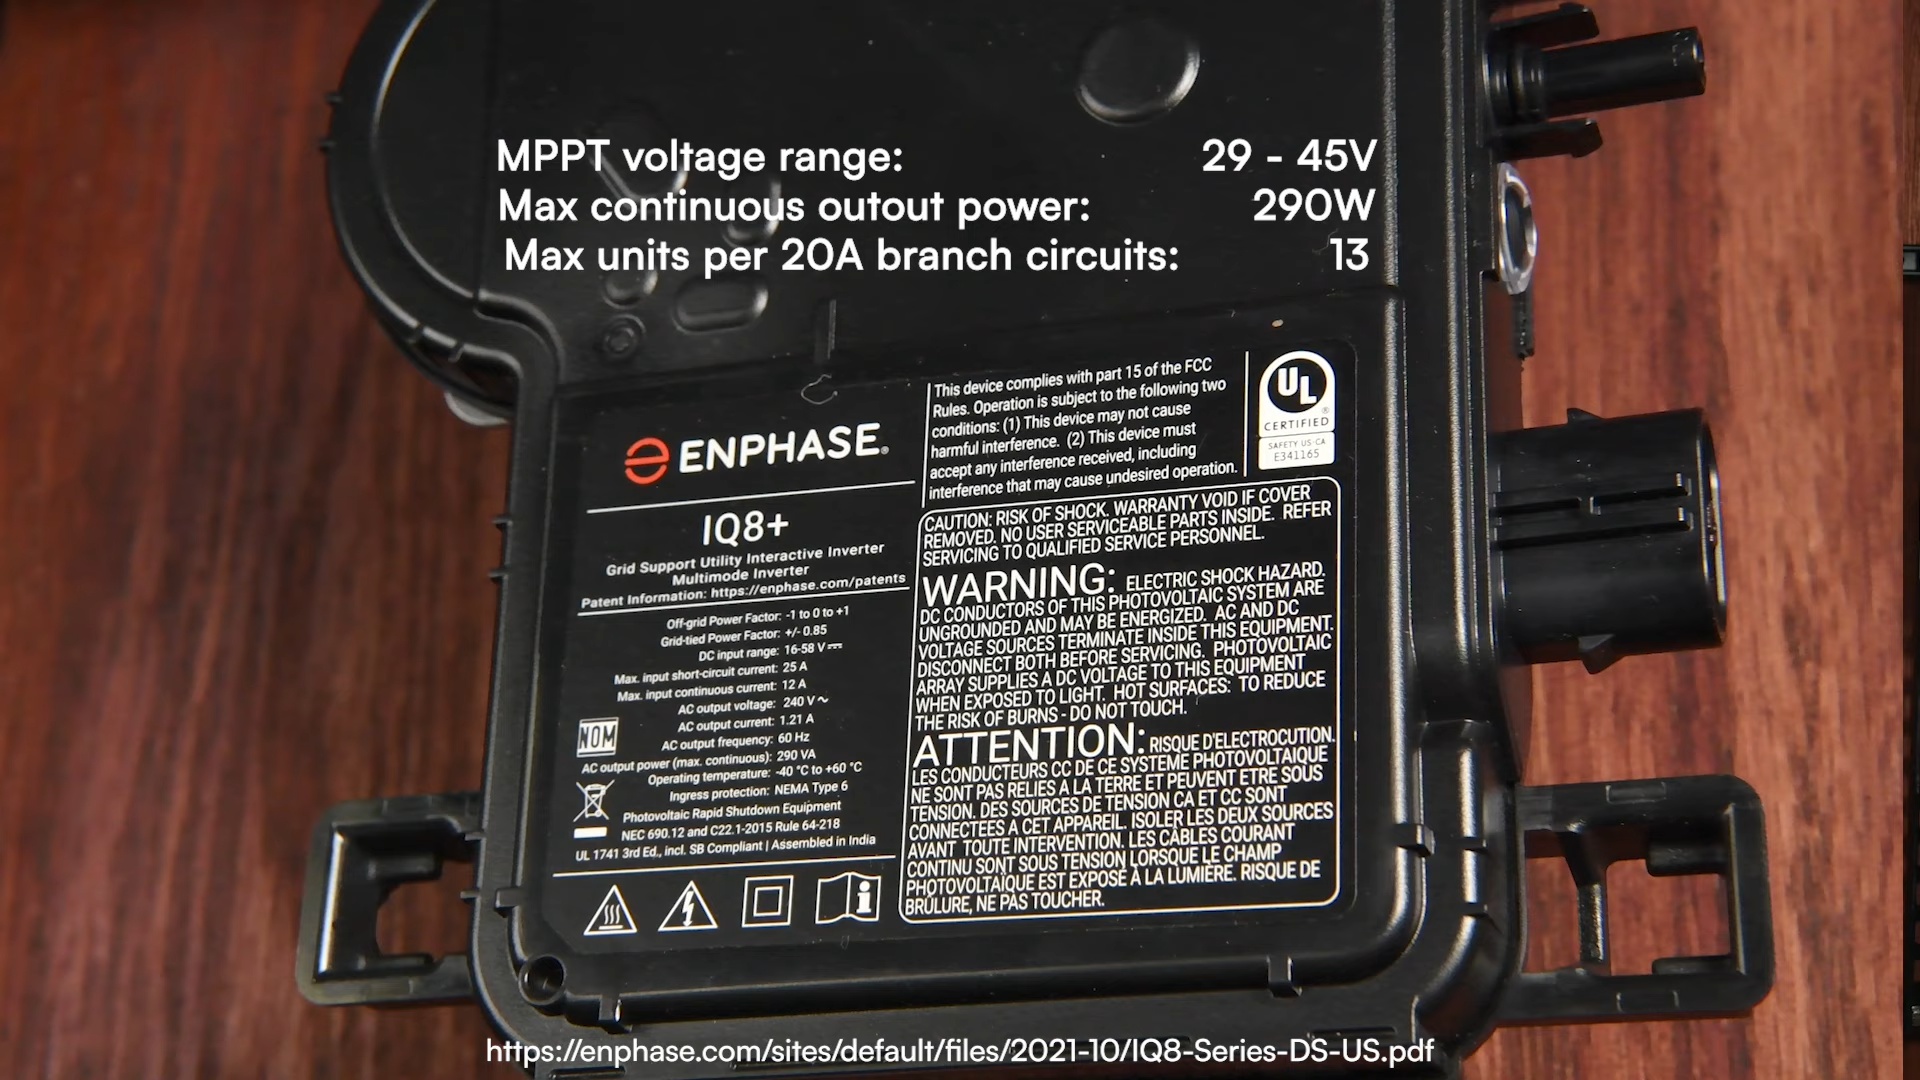 MPPT voltage range: 29 - 45V
Max continuous outout power: 290W
Max units per 20A branch circuits: 13
This device complies with part 15 of the FCC
Rules. Operation is subject to the following two
conditions: (1) This device may not cause
harmful interference. (2) This device must
accept any interference received, including
interference that may cause undesired operation.
UL
®
CERTIFIED
SAFETY US-CA
E341165
ENPHASE.
IQ8+
Grid Support Utility Interactive Inverter
Multimode Inverter
Patent Information: https://enphase.com/patents
Off-grid Power Factor: -1 to 0 to +1
Grid-tied Power Factor: +/- 0.85
DC input range: 16-58 V
Max. input short-circuit current: 25 A
Max. input continuous current: 12 A
AC output voltage: 240 V ~
AC output current: 1.21 A
AC output frequency: 60 Hz
AC output power (max. continuous): 290 VA
Operating temperature: -40 °C to +60 °C
Ingress protection: NEMA Type 6
Photovoltaic Rapid Shutdown Equipment
NEC 690.12 and C22.1-2015 Rule 64-218
UL 1741 3rd Ed., incl. SB Compliant | Assembled in India
NOM
CAUTION: RISK OF SHOCK. WARRANTY VOID IF COVER
REMOVED. NO USER SERVICEABLE PARTS INSIDE. REFER
SERVICING TO QUALIFIED SERVICE PERSONNEL.
WARNING: ELECTRIC SHOCK HAZARD.
DC CONDUCTORS OF THIS PHOTOVOLTAIC SYSTEM ARE
UNGROUNDED AND MAY BE ENERGIZED. AC AND DC
VOLTAGE SOURCES TERMINATE INSIDE THIS EQUIPMENT.
DISCONNECT BOTH BEFORE SERVICING. PHOTOVOLTAIC
ARRAY SUPPLIES A DC VOLTAGE TO THIS EQUIPMENT
WHEN EXPOSED TO LIGHT. HOT SURFACES: TO REDUCE
THE RISK OF BURNS - DO NOT TOUCH.
ATTENTION: RISQUE D'ELECTROCUTION.
LES CONDUCTEURS CC DE CE SYSTEME PHOTOVOLTAIQUE
NE SONT PAS RELIES A LA TERRE ET PEUVENT ETRE SOUS
TENSION. DES SOURCES DE TENSION CA ET CC SONT
CONNECTEES A CET APPAREIL. ISOLER LES DEUX SOURCES
AVANT TOUTE INTERVENTION. LES CÂBLES COURANT
CONTINU SONT SOUS TENSION LORSQUE LE CHAMP
PHOTOVOLTAÏQUE EST EXPOSÉ À LA LUMIÈRE. RISQUE DE
BRÛLURE, NE PAS TOUCHER.
https://enphase.com/sites/default/files/2021-10/IQ8-Series-DS-US.pdf